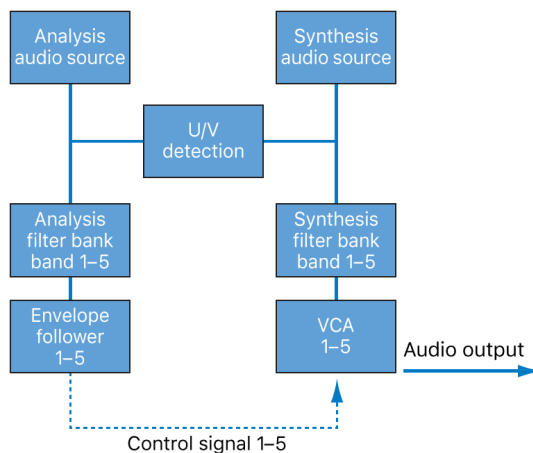 Analysis
audio source
Synthesis
audio source
U/V
detection
Analysis
filter bank
band 1–5
Synthesis
filter bank
band 1–5
Envelope
follower
1–5
VCA
1–5
Audio output
Control signal 1–5